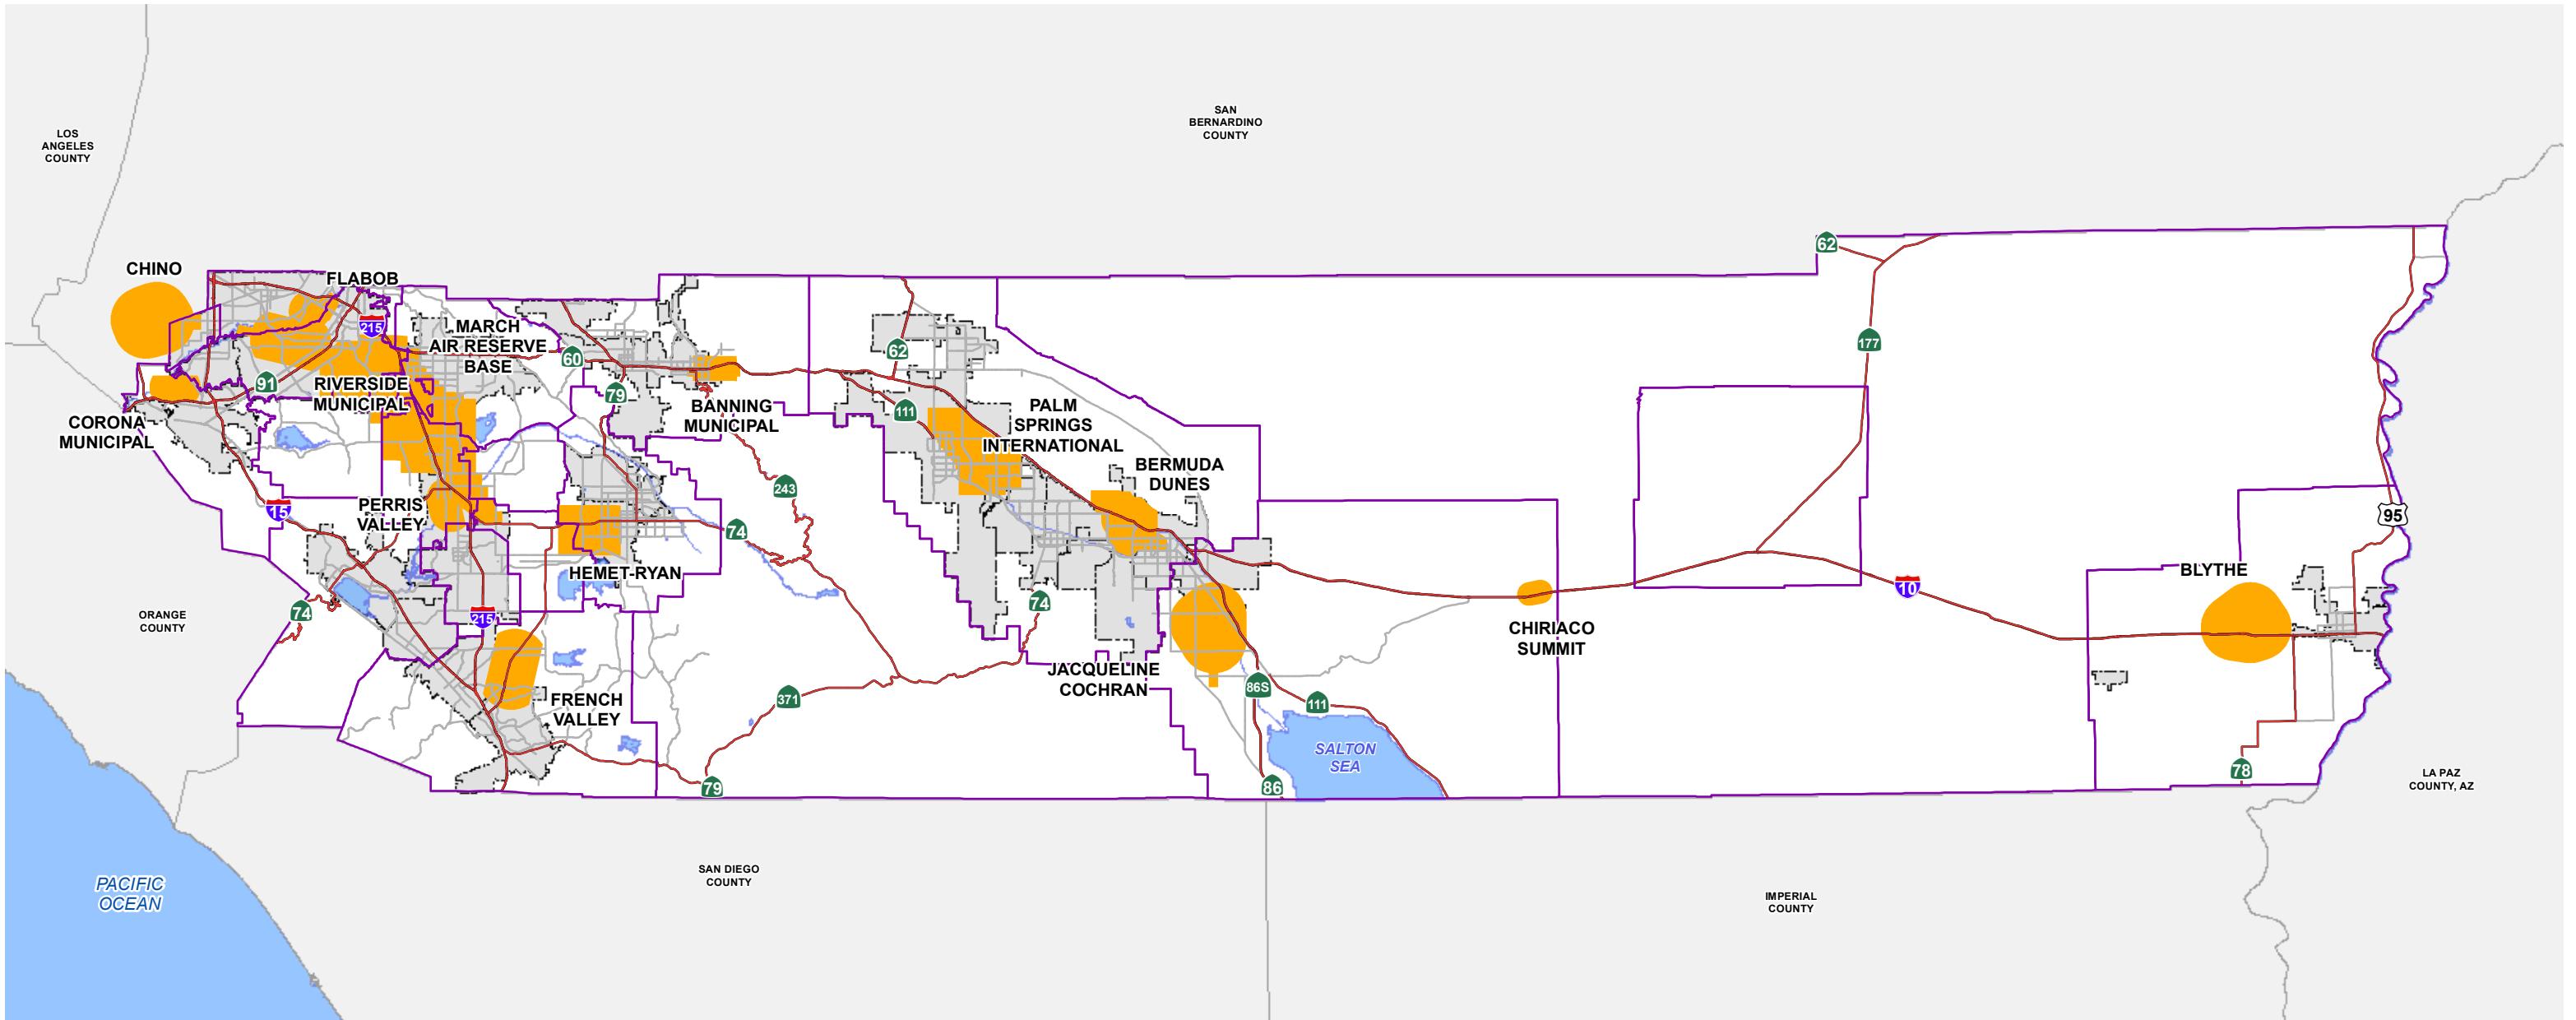 LOS
ANGELES
COUNTY
SAN
BERNARDINO
COUNTY
62
CHINO
FLABOB
215
MARCH
AIR RESERVE
BASE
177
60
62
91
RIVERSIDE
MUNICIPAL
79
BANNING
MUNICIPAL
111
PALM
SPRINGS
INTERNATIONAL
CORONA
MUNICIPAL
BERMUDA
DUNES
243
15
PERRIS
VALLEY
74
95
HEMET-RYAN
BLYTHE
10
74
74
ORANGE
COUNTY
215
CHIRIACO
SUMMIT
JACQUELINE
COCHRAN
86S
111
371
FRENCH
VALLEY
SALTON
SEA
79
86
78
LA PAZ
COUNTY, AZ
SAN DIEGO
COUNTY
IMPERIAL
COUNTY
PACIFIC
OCEAN